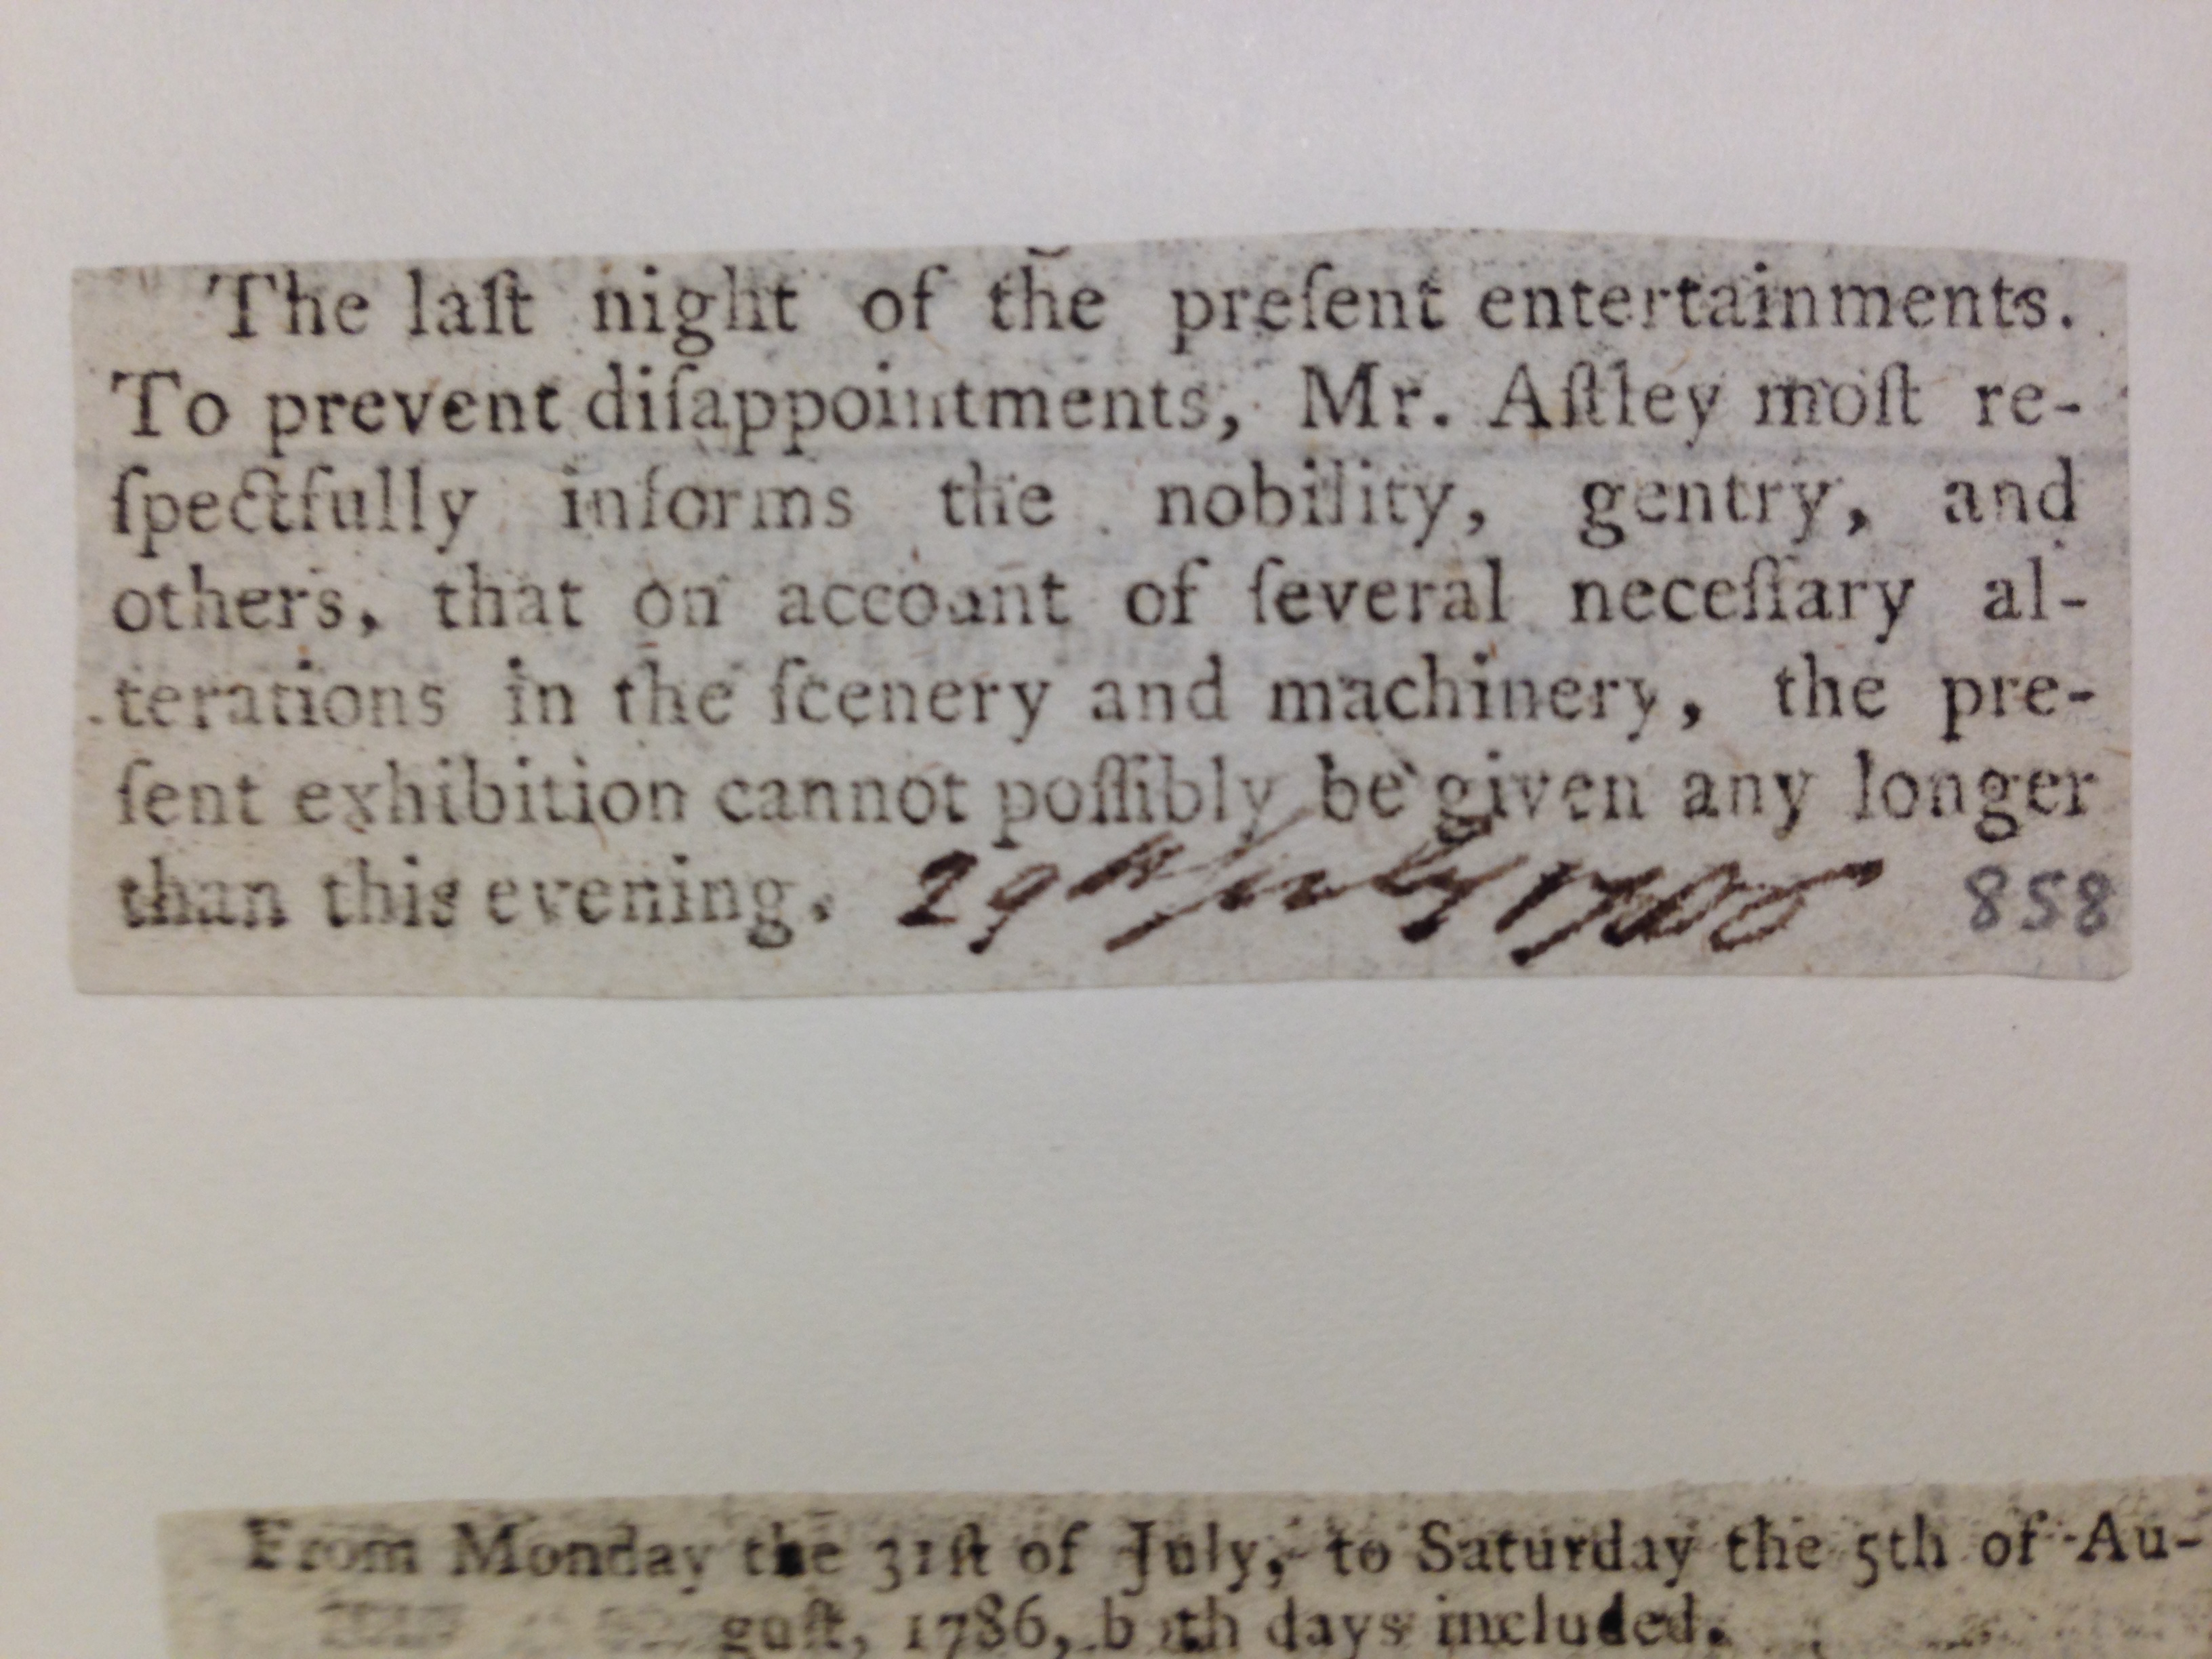 The laſt night of the preſent entertainments.
To prevent diſappointments, Mr. Aſtley moſt re-
ſpectfully informs the nobility, gentry, and
others, that on account of ſeveral neceſſary al-
terations in the ſcenery and machinery, the pre-
ſent exhibition cannot poſſibly be given any longer
than this evening. 29th July 858
From Monday the 31ſt of July, to Saturday the 5th of Au-
guſt, 1786, both days included.